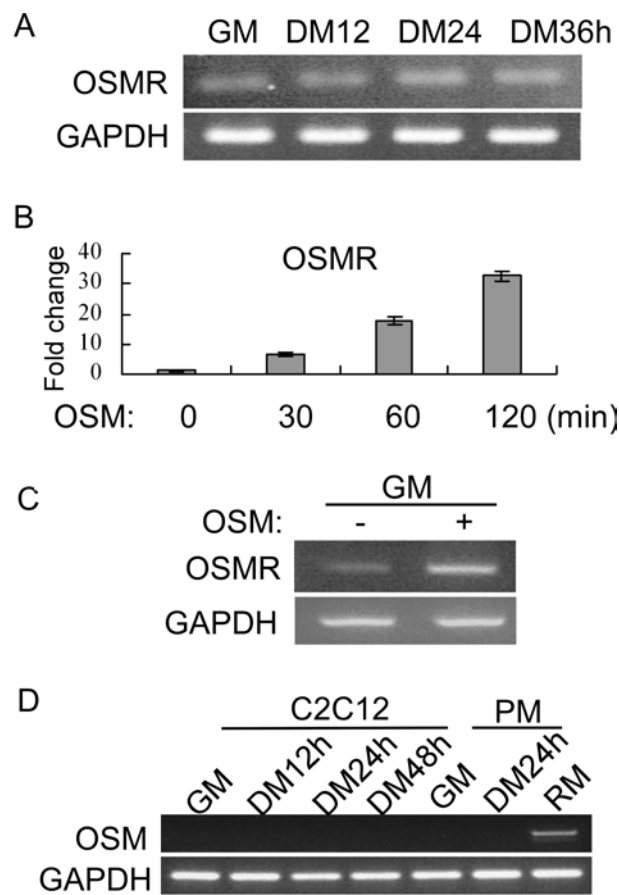 A
GM DM12 DM24 DM36h
OSMR
GAPDH
B
OSMR
Fold change
40
30
20
10
0
OSM: 0 30 60 120 (min)
C
GM
OSM: - +
OSMR
GAPDH
D
C2C12 PM
GM DM12h DM24h DM48h GM DM24h RM
OSM
GAPDH